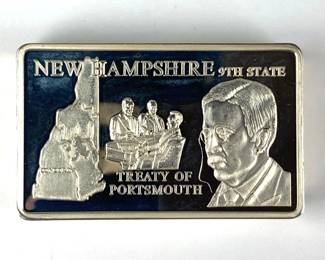 NEW HAMPSHIRE 9TH STATE
TREATY OF
PORTSMOUTH